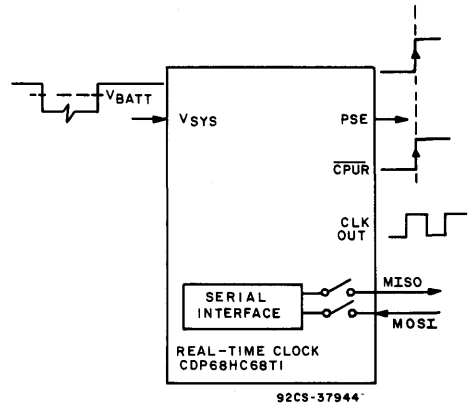 VBATT
VSYS
PSE
CPUR
CLK
OUT
MISO
SERIAL
INTERFACE
MOSI
REAL-TIME CLOCK
CDP68HC68T1
92CS-37944